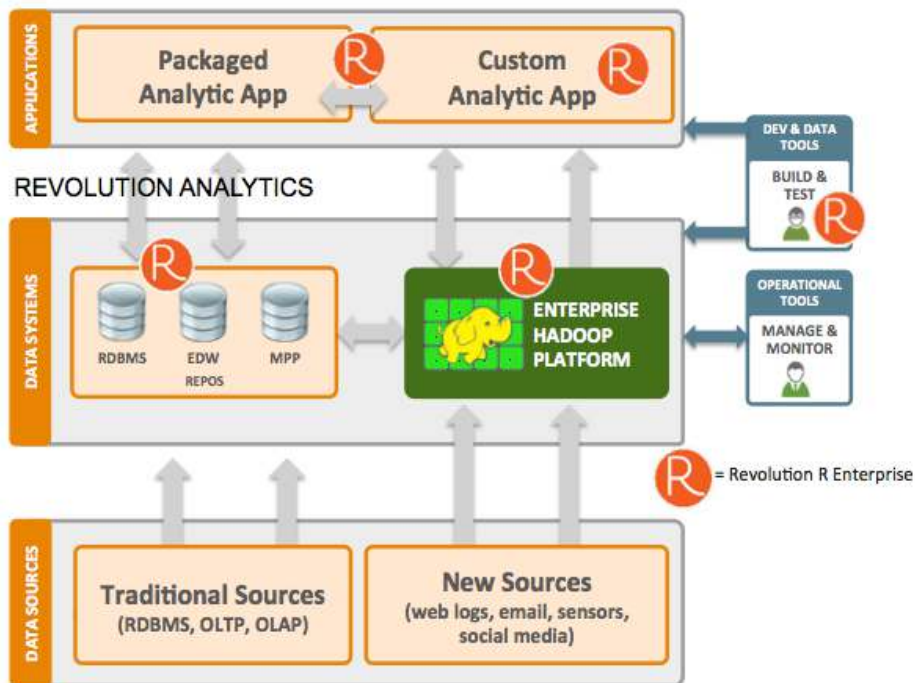 APPLICATIONS
Packaged
Analytic App
R
Custom
Analytic App
R
DEV & DATA
TOOLS
BUILD &
TEST
R
REVOLUTION ANALYTICS
DATA SYSTEMS
R
RDBMS
EDW
MPP
REPOS
R
ENTERPRISE
HADOOP
PLATFORM
OPERATIONAL
TOOLS
MANAGE &
MONITOR
R
= Revolution R Enterprise
DATA SOURCES
Traditional Sources
(RDBMS, OLTP, OLAP)
New Sources
(web logs, email, sensors,
social media)